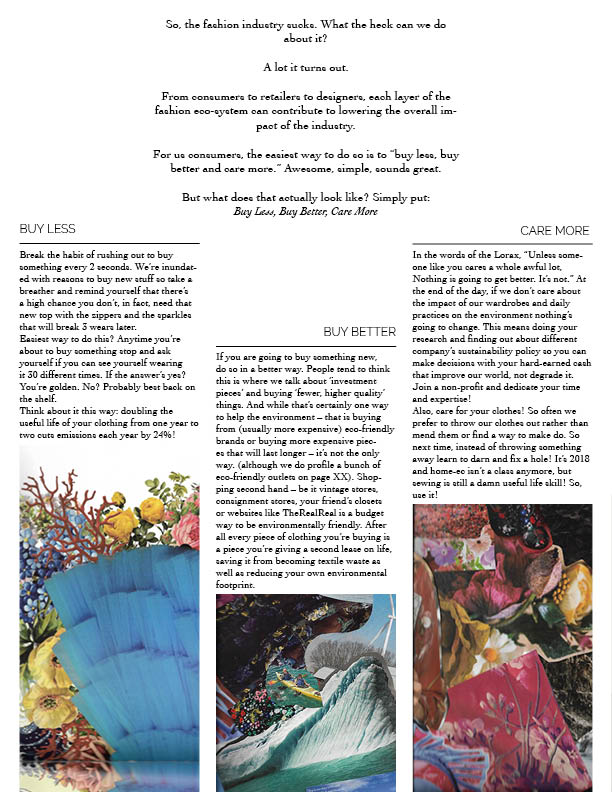 So, the fashion industry sucks. What the heck can we do
about it?
A lot it turns out.
From consumers to retailers to designers, each layer of the
fashion eco-system can contribute to lowering the overall im-
pact of the industry.
For us consumers, the easiest way to do so is to “buy less, buy
better and care more.” Awesome, simple, sounds great.
But what does that actually look like? Simply put:
Buy Less, Buy Better, Care More
BUY LESS
Break the habit of rushing out to buy
something every 2 seconds. We’re inundat-
ed with reasons to buy new stuff so take a
breather and remind yourself that there’s
a high chance you don’t, in fact, need that
new top with the zippers and the sparkles
that will break 3 wears later.
Easiest way to do this? Anytime you’re
about to buy something stop and ask
yourself if you can see yourself wearing
it 30 different times. If the answer’s yes?
You’re golden. No? Probably best back on
the shelf.
Think about it this way: doubling the
useful life of your clothing from one year to
two cuts emissions each year by 24%!
BUY BETTER
If you are going to buy something new,
do so in a better way. People tend to think
this is where we talk about ‘investment
pieces’ and buying ‘fewer, higher quality’
things. And while that’s certainly one way
to help the environment – that is buying
from (usually more expensive) eco-friendly
brands or buying more expensive piec-
es that will last longer – it’s not the only
way. (although we do profile a bunch of
eco-friendly outlets on page XX). Shop-
ping second hand – be it vintage stores,
consignment stores, your friend’s closets
or websites like TheRealReal is a budget
way to be environmentally friendly. After
all every piece of clothing you’re buying is
a piece you’re giving a second lease on life,
saving it from becoming textile waste as
well as reducing your own environmental
footprint.
CARE MORE
In the words of the Lorax, “Unless some-
one like you cares a whole awful lot,
Nothing is going to get better. It’s not.” At
the end of the day, if we don’t care about
the impact of our wardrobes and daily
practices on the environment nothing’s
going to change. This means doing your
research and finding out about different
company’s sustainability policy so you can
make decisions with your hard-earned cash
that improve our world, not degrade it.
Join a non-profit and dedicate your time
and expertise!
Also, care for your clothes! So often we
prefer to throw our clothes out rather than
mend them or find a way to make do. So
next time, instead of throwing something
away learn to darn and fix a hole! It’s 2018
and home-ec isn’t a class anymore, but
sewing is still a damn useful life skill! So,
use it!